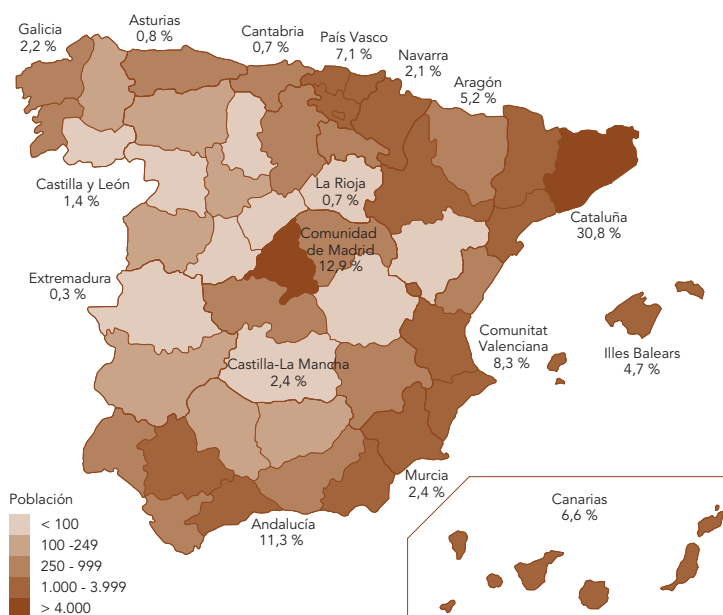 Galicia
2,2 %
Asturias
0,8 %
Cantabria
0,7 %
País Vasco
7,1 %
Navarra
2,1 %
Aragón
5,2 %
Castilla y León
1,4 %
La Rioja
0,7 %
Cataluña
30,8 %
Comunidad
de Madrid
12,9 %
Extremadura
0,3 %
Comunitat
Valenciana
8,3 %
Illes Balears
4,7 %
Castilla-La Mancha
2,4 %
Murcia
2,4 %
Andalucía
11,3 %
Canarias
6,6 %
Población
< 100
100 -249
250 - 999
1.000 - 3.999
> 4.000